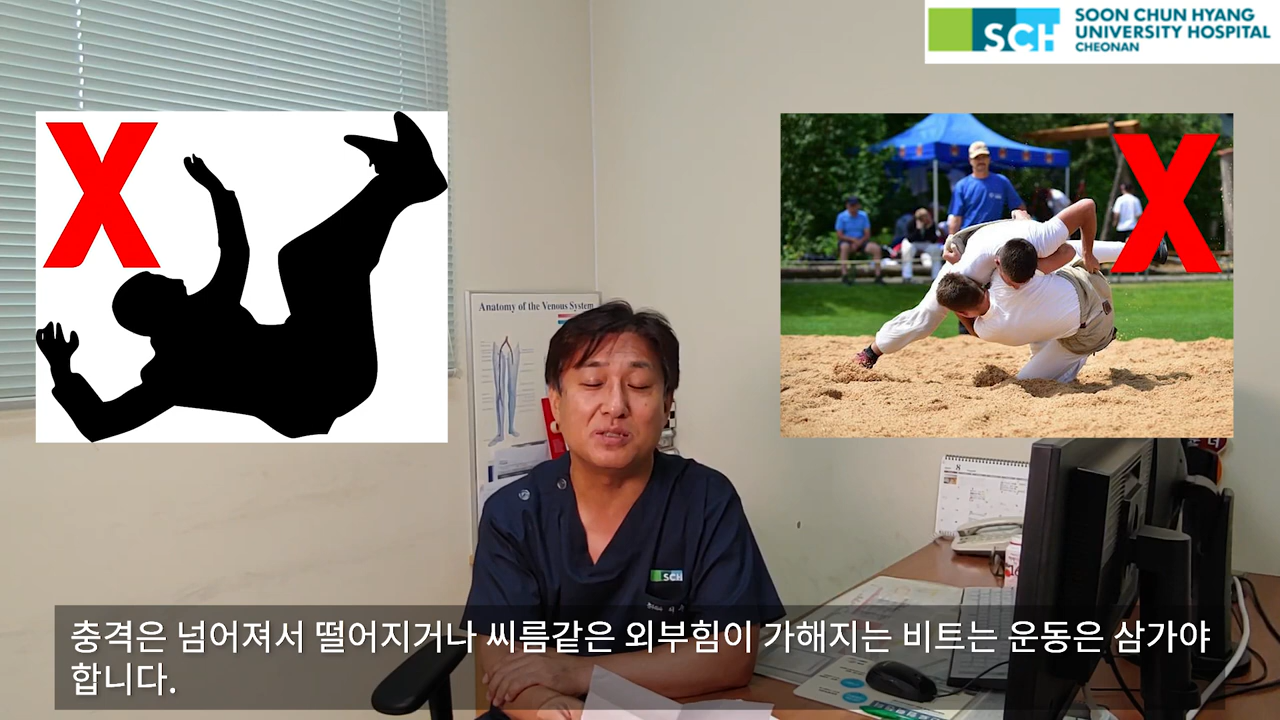 SCH
SOON CHUN HYANG
UNIVERSITY HOSPITAL
CHEONAN
X
X
Anatomy of the Venous System
8
SCH
충격은 넘어져서 떨어지거나 씨름같은 외부힘이 가해지는 비트는 운동은 삼가야
합니다.